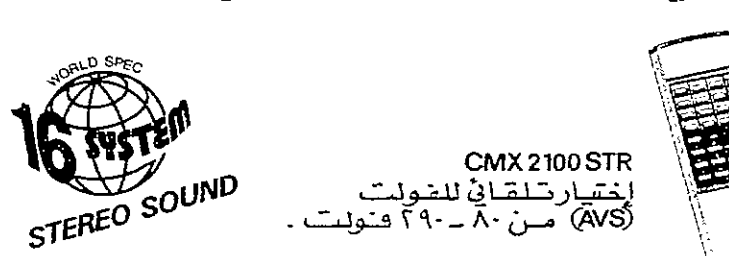 WORLD SPEC
16 SYSTEM
STEREO SOUND
CMX 2100 STR
إختيار تلقائي للفولت
(AVS) من ٨٠ - ٢٩٠ فولت .